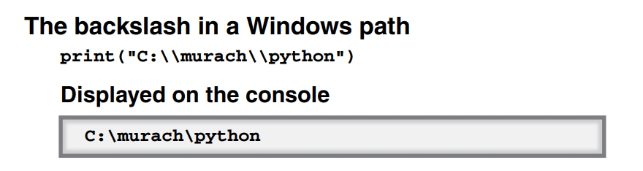 The backslash in a Windows path
print("C:\\murach\\python")
Displayed on the console
C:\murach\python